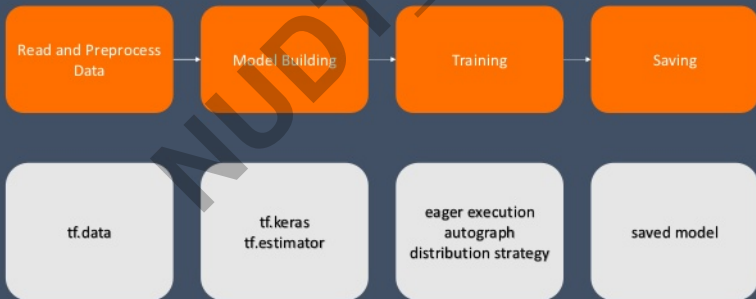 Read and Preprocess
Data
Model Building
Training
Saving
tf.data
tf.keras
tf.estimator
eager execution
autograph
distribution strategy
saved model
NUDT